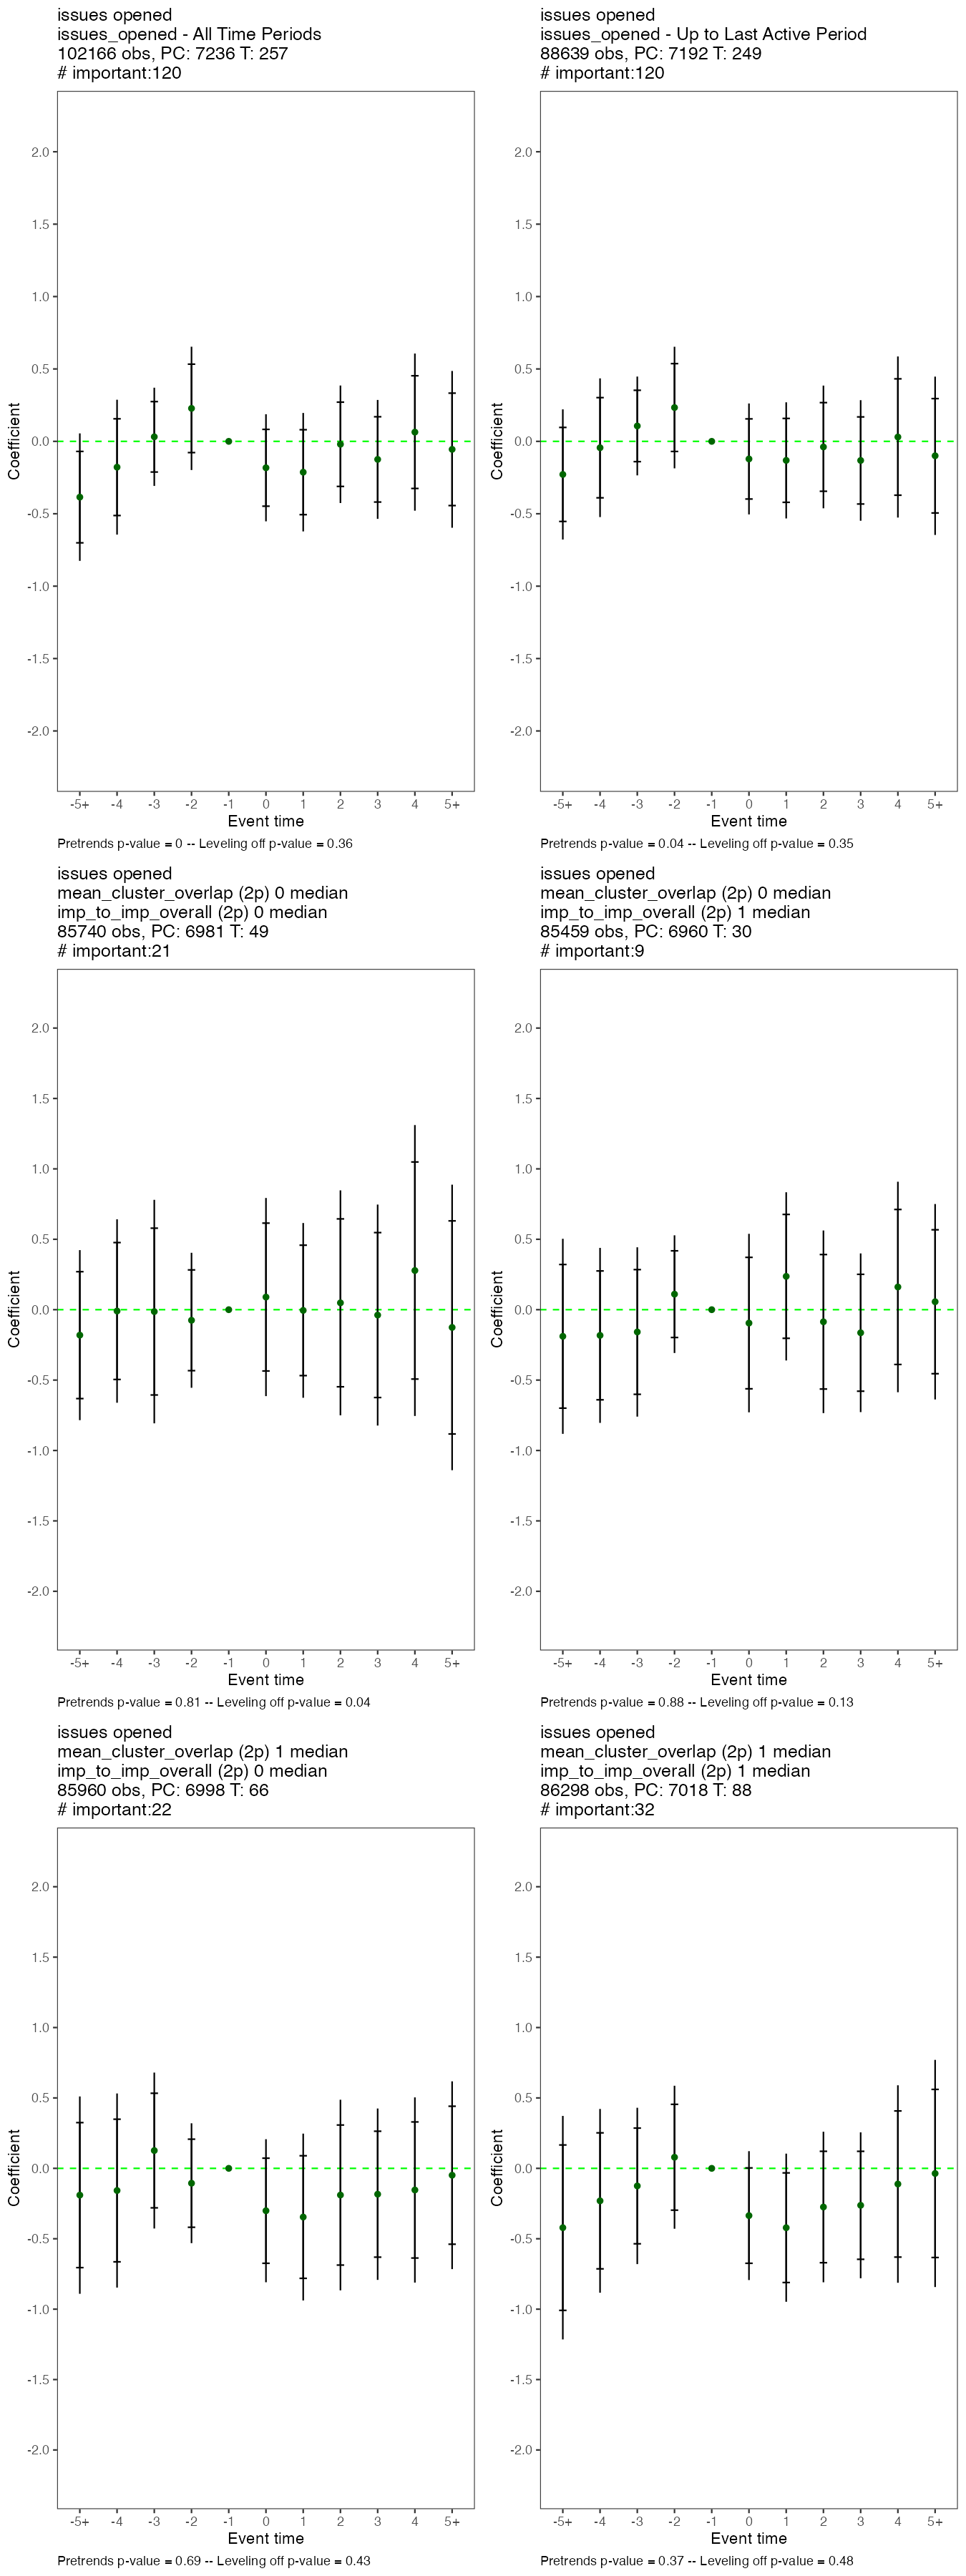 issues opened
issues_opened - All Time Periods
102166 obs, PC: 7236 T: 257
# important:120
Coefficient
2.0
1.5
1.0
0.5
0.0
-0.5
-1.0
-1.5
-2.0
-5+ -4 -3 -2 -1 0 1 2 3 4 5+
Event time
Pretrends p-value = 0 -- Leveling off p-value = 0.36
issues opened
issues_opened - Up to Last Active Period
88639 obs, PC: 7192 T: 249
# important:120
Coefficient
2.0
1.5
1.0
0.5
0.0
-0.5
-1.0
-1.5
-2.0
-5+ -4 -3 -2 -1 0 1 2 3 4 5+
Event time
Pretrends p-value = 0.04 -- Leveling off p-value = 0.35
issues opened
mean_cluster_overlap (2p) 0 median
imp_to_imp_overall (2p) 0 median
85740 obs, PC: 6981 T: 49
# important:21
Coefficient
2.0
1.5
1.0
0.5
0.0
-0.5
-1.0
-1.5
-2.0
-5+ -4 -3 -2 -1 0 1 2 3 4 5+
Event time
Pretrends p-value = 0.81 -- Leveling off p-value = 0.04
issues opened
mean_cluster_overlap (2p) 0 median
imp_to_imp_overall (2p) 1 median
85459 obs, PC: 6960 T: 30
# important:9
Coefficient
2.0
1.5
1.0
0.5
0.0
-0.5
-1.0
-1.5
-2.0
-5+ -4 -3 -2 -1 0 1 2 3 4 5+
Event time
Pretrends p-value = 0.88 -- Leveling off p-value = 0.13
issues opened
mean_cluster_overlap (2p) 1 median
imp_to_imp_overall (2p) 0 median
85960 obs, PC: 6998 T: 66
# important:22
Coefficient
2.0
1.5
1.0
0.5
0.0
-0.5
-1.0
-1.5
-2.0
-5+ -4 -3 -2 -1 0 1 2 3 4 5+
Event time
Pretrends p-value = 0.69 -- Leveling off p-value = 0.43
issues opened
mean_cluster_overlap (2p) 1 median
imp_to_imp_overall (2p) 1 median
86298 obs, PC: 7018 T: 88
# important:32
Coefficient
2.0
1.5
1.0
0.5
0.0
-0.5
-1.0
-1.5
-2.0
-5+ -4 -3 -2 -1 0 1 2 3 4 5+
Event time
Pretrends p-value = 0.37 -- Leveling off p-value = 0.48